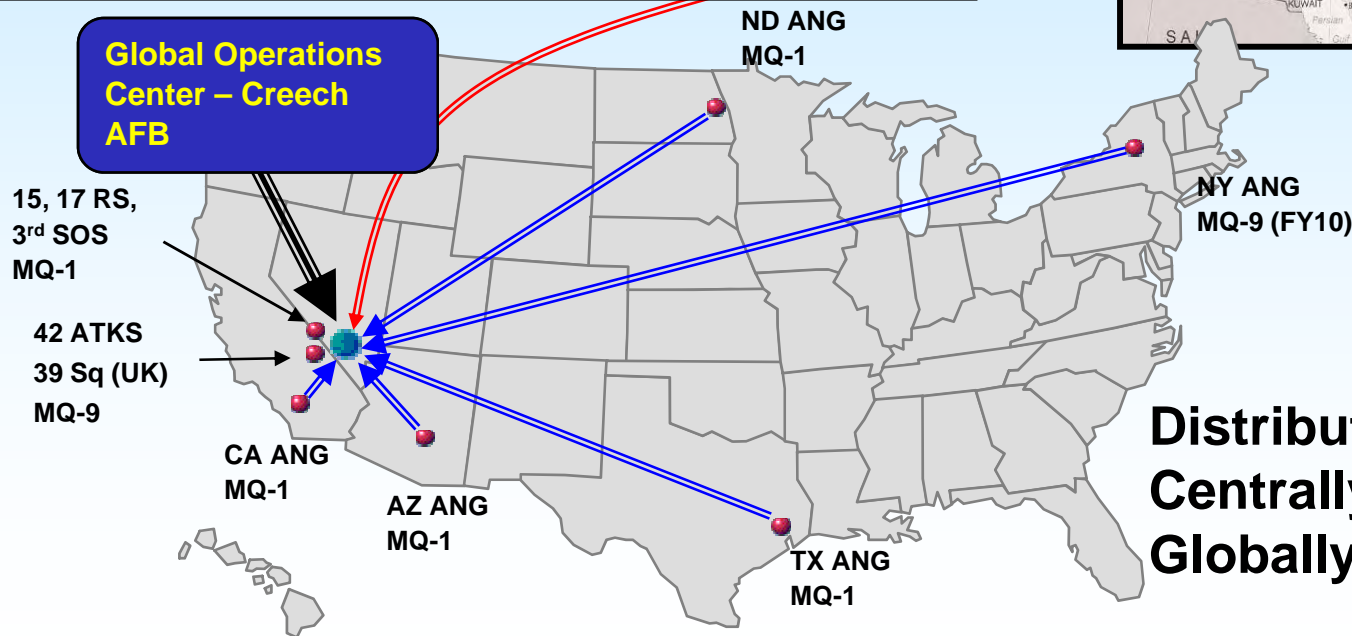 KUWAIT
Persian
Gulf
ND ANG
MQ-1
Global Operations
Center – Creech
AFB
15, 17 RS,
3rd SOS
MQ-1
42 ATKS
39 Sq (UK)
MQ-9
NY ANG
MQ-9 (FY10)
CA ANG
MQ-1
AZ ANG
MQ-1
TX ANG
MQ-1
Centrally
Globally